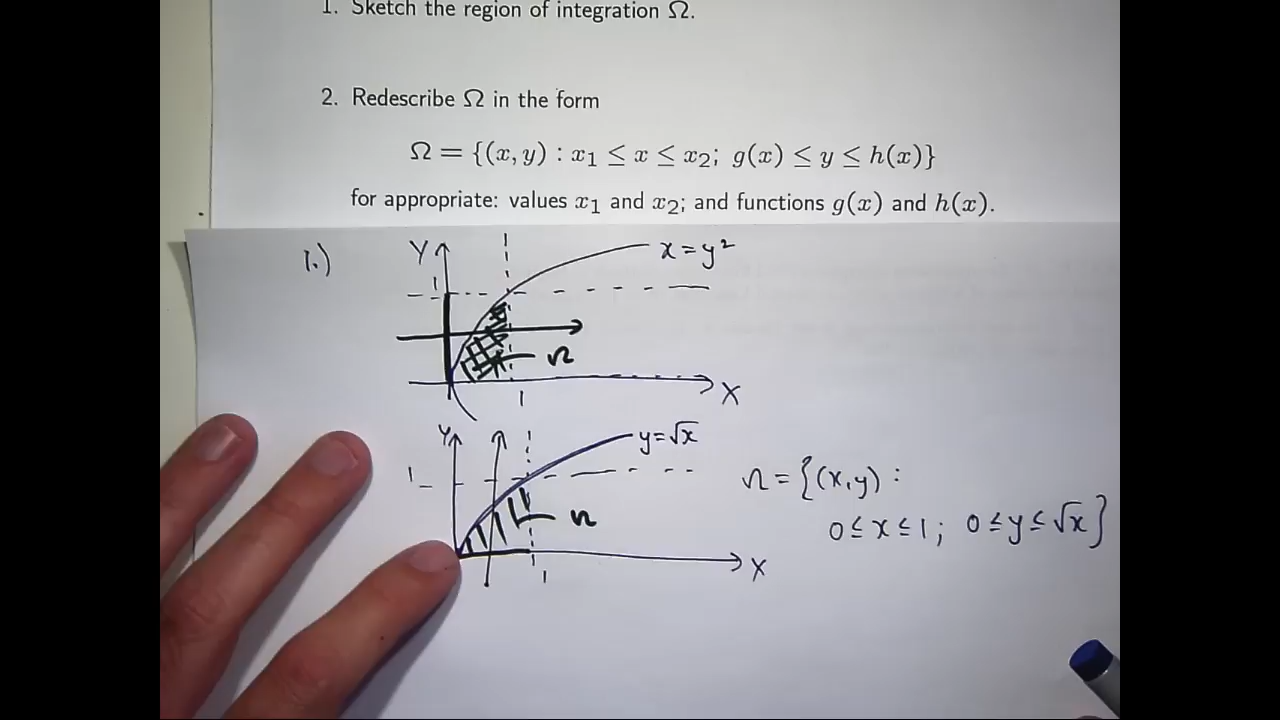 1. Sketch the region of integration Ω.
2. Redescribe Ω in the form
Ω = {(x, y) : x₁ ≤ x ≤ x₂; g(x) ≤ y ≤ h(x)}
for appropriate: values x₁ and x₂; and functions g(x) and h(x).
1.)
Y
x = y²
1
Ω
1
X
Y
y = √x
1
Ω
1
X
Ω = {(x,y) :
0 ≤ x ≤ 1; 0 ≤ y ≤ √x}